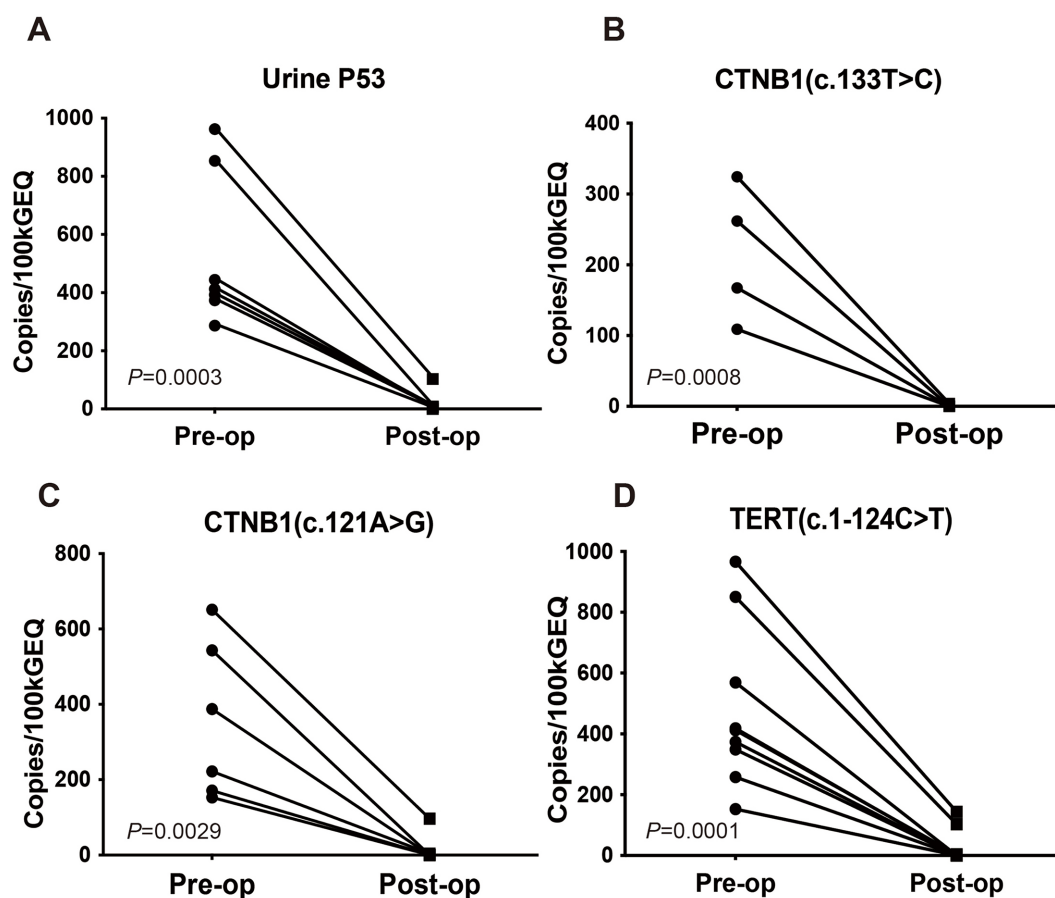 A
Urine P53
Copies/100kGEQ
1000
800
600
400
200
0
P=0.0003
Pre-op Post-op
B
CTNB1(c.133T>C)
Copies/100kGEQ
400
300
200
100
0
P=0.0008
Pre-op Post-op
C
CTNB1(c.121A>G)
Copies/100kGEQ
800
600
400
200
0
P=0.0029
Pre-op Post-op
D
TERT(c.1-124C>T)
Copies/100kGEQ
1000
800
600
400
200
0
P=0.0001
Pre-op Post-op